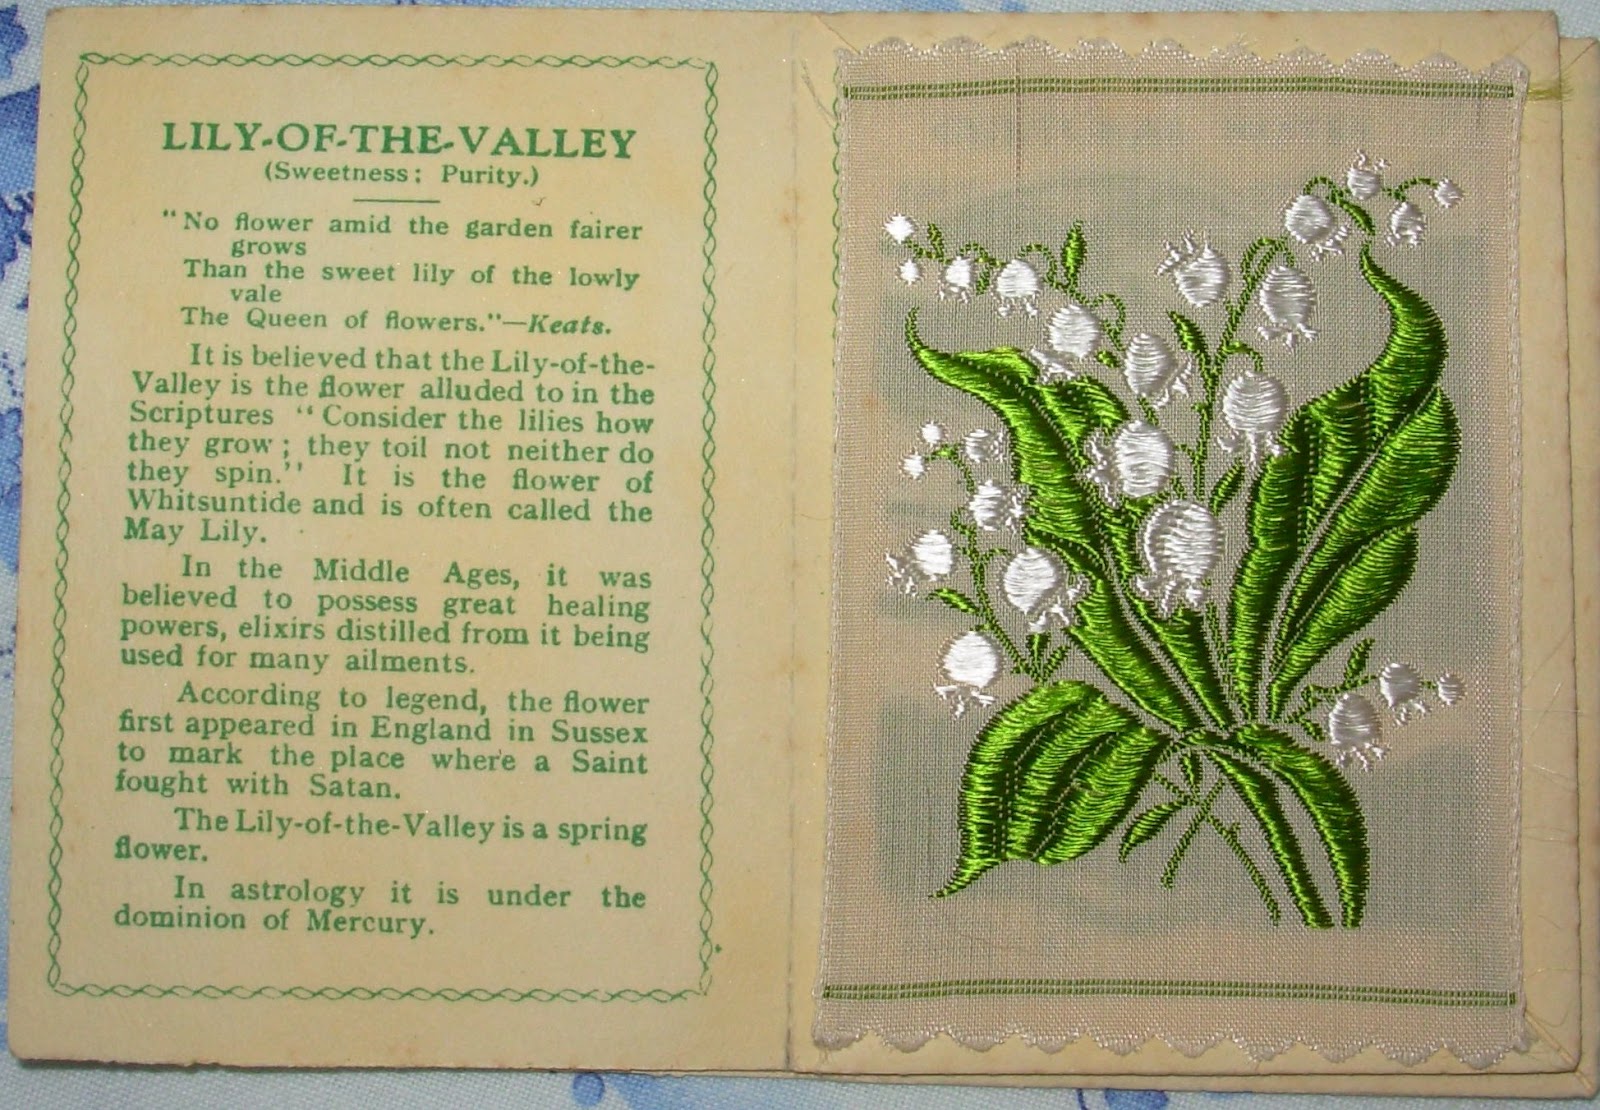 LILY-OF-THE-VALLEY
(Sweetness: Purity.)
"No flower amid the garden fairer
grows
Than the sweet lily of the lowly
vale
The Queen of flowers."—Keats.
It is believed that the Lily-of-the-
Valley is the flower alluded to in the
Scriptures "Consider the lilies how
they grow; they toil not neither do
they spin." It is the flower of
Whitsuntide and is often called the
May Lily.
In the Middle Ages, it was
believed to possess great healing
powers, elixirs distilled from it being
used for many ailments.
According to legend, the flower
first appeared in England in Sussex
to mark the place where a Saint
fought with Satan.
The Lily-of-the-Valley is a spring
flower.
In astrology it is under the
dominion of Mercury.